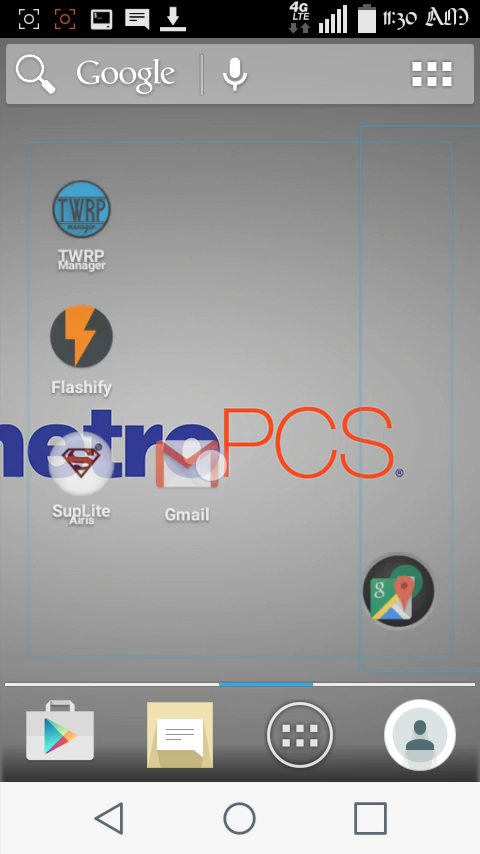 4G
LTE
11:30 AM
Google
TWRP
manager
TWRP
Manager
Flashify
metroPCS®
SupLite
Airis
Gmail
g